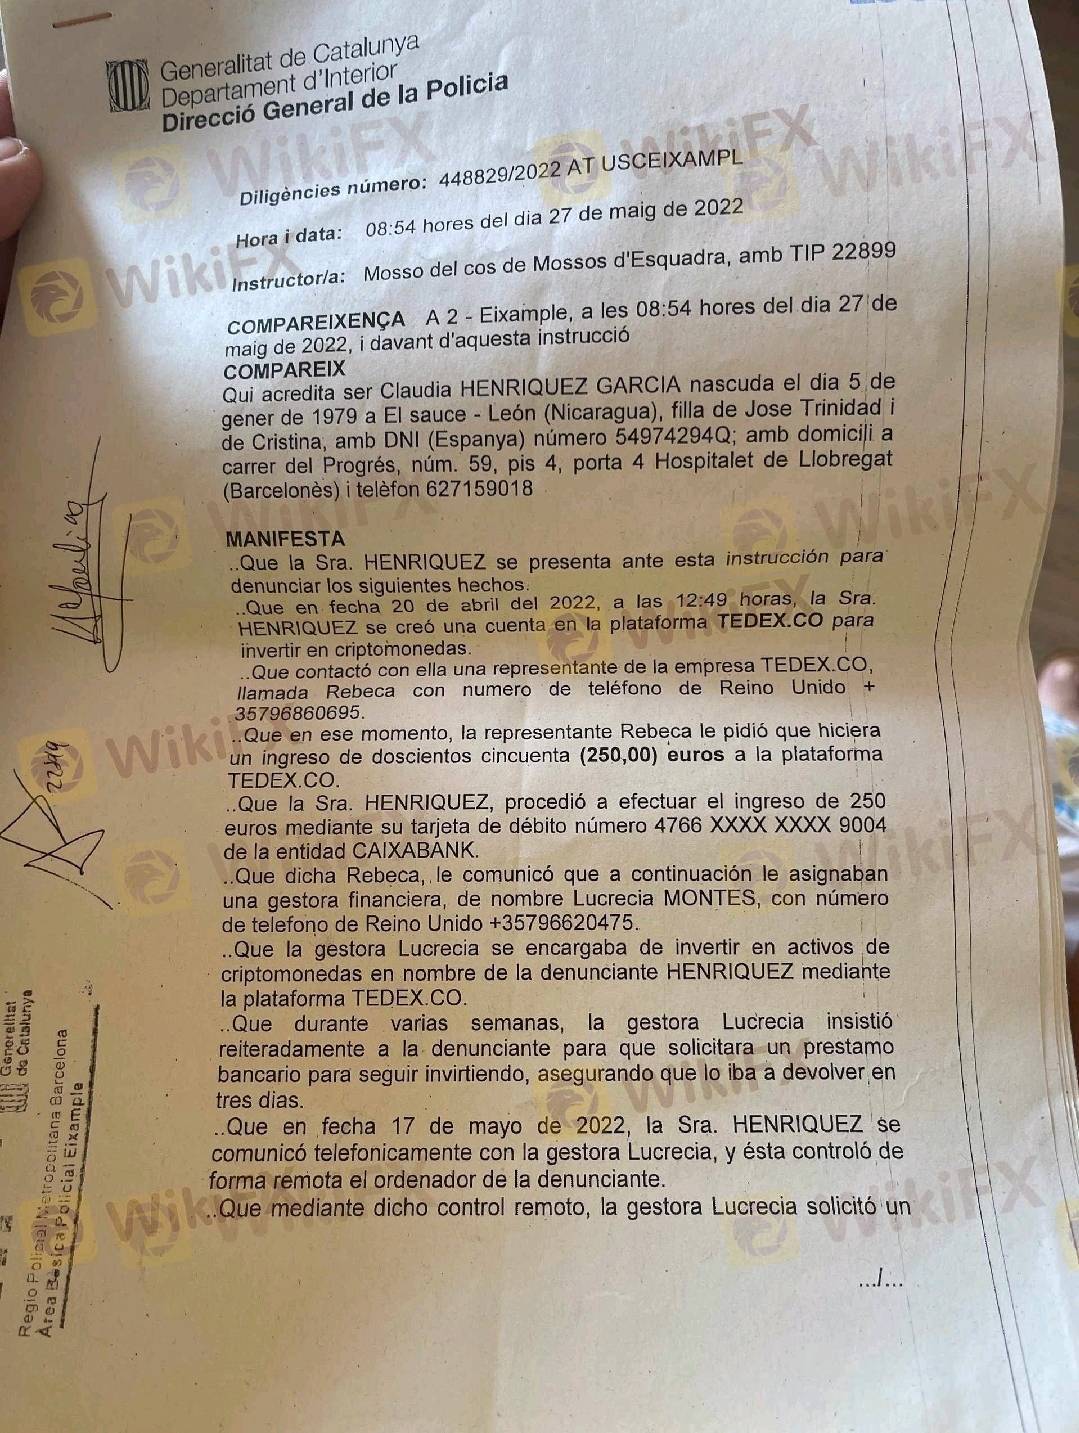 Generalitat de Catalunya
Departament d'Interior
Direcció General de la Policia
Diligències número: 448829/2022 AT USCEIXAMPL
Hora i data: 08:54 hores del dia 27 de maig de 2022
Instructor/a: Mosso del cos de Mossos d'Esquadra, amb TIP 22899
COMPAREIXENÇA A 2 - Eixample, a les 08:54 hores del dia 27 de
maig de 2022, i davant d'aquesta instrucció
COMPAREIX
Qui acredita ser Claudia HENRIQUEZ GARCIA nascuda el dia 5 de
gener de 1979 a El sauce - León (Nicaragua), filla de Jose Trinidad i
de Cristina, amb DNI (Espanya) número 54974294Q; amb domicili a
carrer del Progrés, núm. 59, pis 4, porta 4 Hospitalet de Llobregat
(Barcelonès) i telèfon 627159018
MANIFESTA
..Que la Sra. HENRIQUEZ se presenta ante esta instrucción para
denunciar los siguientes hechos.
..Que en fecha 20 de abril del 2022, a las 12:49 horas, la Sra.
HENRIQUEZ se creó una cuenta en la plataforma TEDEX.CO para
invertir en criptomonedas.
..Que contactó con ella una representante de la empresa TEDEX.CO,
llamada Rebeca con numero de teléfono de Reino Unido +
35796860695.
..Que en ese momento, la representante Rebeca le pidió que hiciera
un ingreso de doscientos cincuenta (250,00) euros a la plataforma
TEDEX.CO.
..Que la Sra. HENRIQUEZ, procedió a efectuar el ingreso de 250
euros mediante su tarjeta de débito número 4766 XXXX XXXX 9004
de la entidad CAIXABANK.
..Que dicha Rebeca, le comunicó que a continuación le asignaban
una gestora financiera, de nombre Lucrecia MONTES, con número
de telefono de Reino Unido +35796620475.
..Que la gestora Lucrecia se encargaba de invertir en activos de
criptomonedas en nombre de la denunciante HENRIQUEZ mediante
la plataforma TEDEX.CO.
..Que durante varias semanas, la gestora Lucrecia insistió
reiteradamente a la denunciante para que solicitara un prestamo
bancario para seguir invirtiendo, asegurando que lo iba a devolver en
tres dias.
..Que en fecha 17 de mayo de 2022, la Sra. HENRIQUEZ se
comunicó telefonicamente con la gestora Lucrecia, y ésta controló de
forma remota el ordenador de la denunciante.
..Que mediante dicho control remoto, la gestora Lucrecia solicitó un
.../...
Generalitat
de Catalunya
Regio Policial Metropolitana Barcelona
Àrea Bàsica Policial Eixample
WikiFX